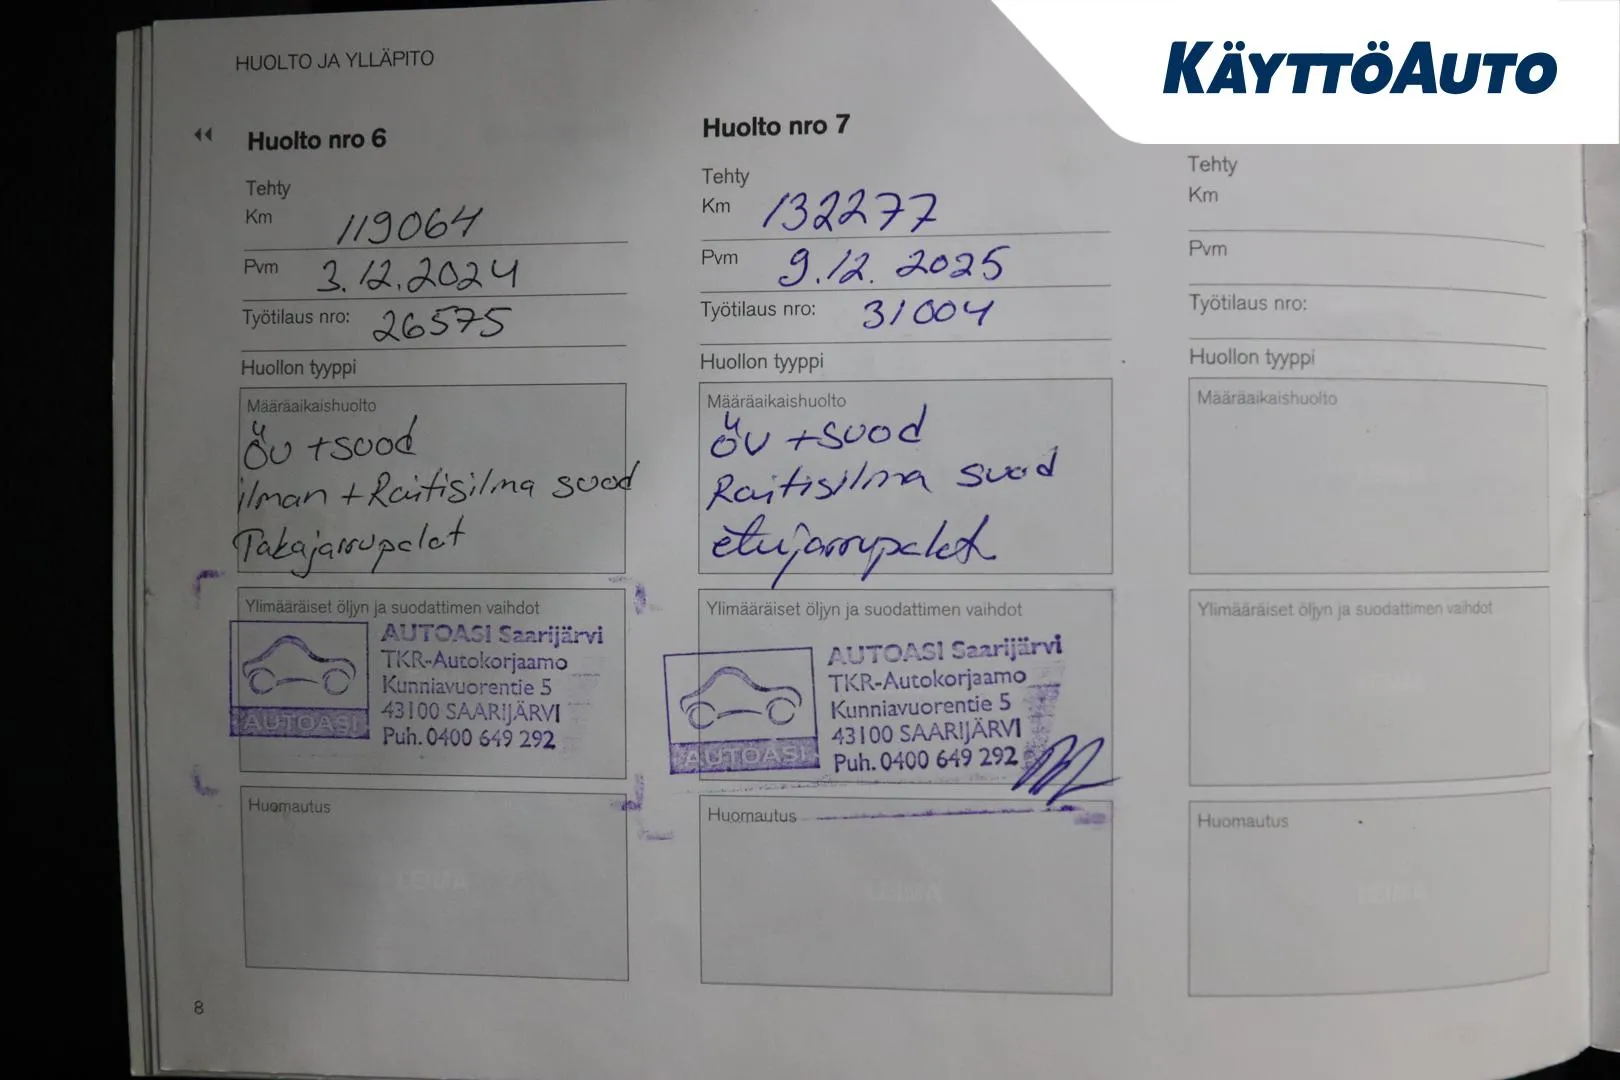 KÄYTTÖAUTO
HUOLTO JA YLLÄPITO
Huolto nro 6
Tehty
Km 119064
Pvm 3.12.2024
Työtilaus nro: 26575
Huollon tyyppi
Määräaikaishuolto
ÖV + suod
ilman + Raitisilma suod
Takajarrupalat
Ylimääräiset öljyn ja suodattimen vaihdot
AUTOASI
AUTOASI Saarijärvi
TKR-Autokorjaamo
Kunniavuorentie 5
43100 SAARIJÄRVI
Puh. 0400 649 292
Huomautus
Huolto nro 7
Tehty
Km 132277
Pvm 9.12.2025
Työtilaus nro: 31004
Huollon tyyppi
Määräaikaishuolto
ÖV + suod
Raitisilma suod
etujarrupalat
Ylimääräiset öljyn ja suodattimen vaihdot
AUTOASI
AUTOASI Saarijärvi
TKR-Autokorjaamo
Kunniavuorentie 5
43100 SAARIJÄRVI
Puh. 0400 649 292
Huomautus
Tehty
Km
Pvm
Työtilaus nro:
Huollon tyyppi
Määräaikaishuolto
Ylimääräiset öljyn ja suodattimen vaihdot
Huomautus
8